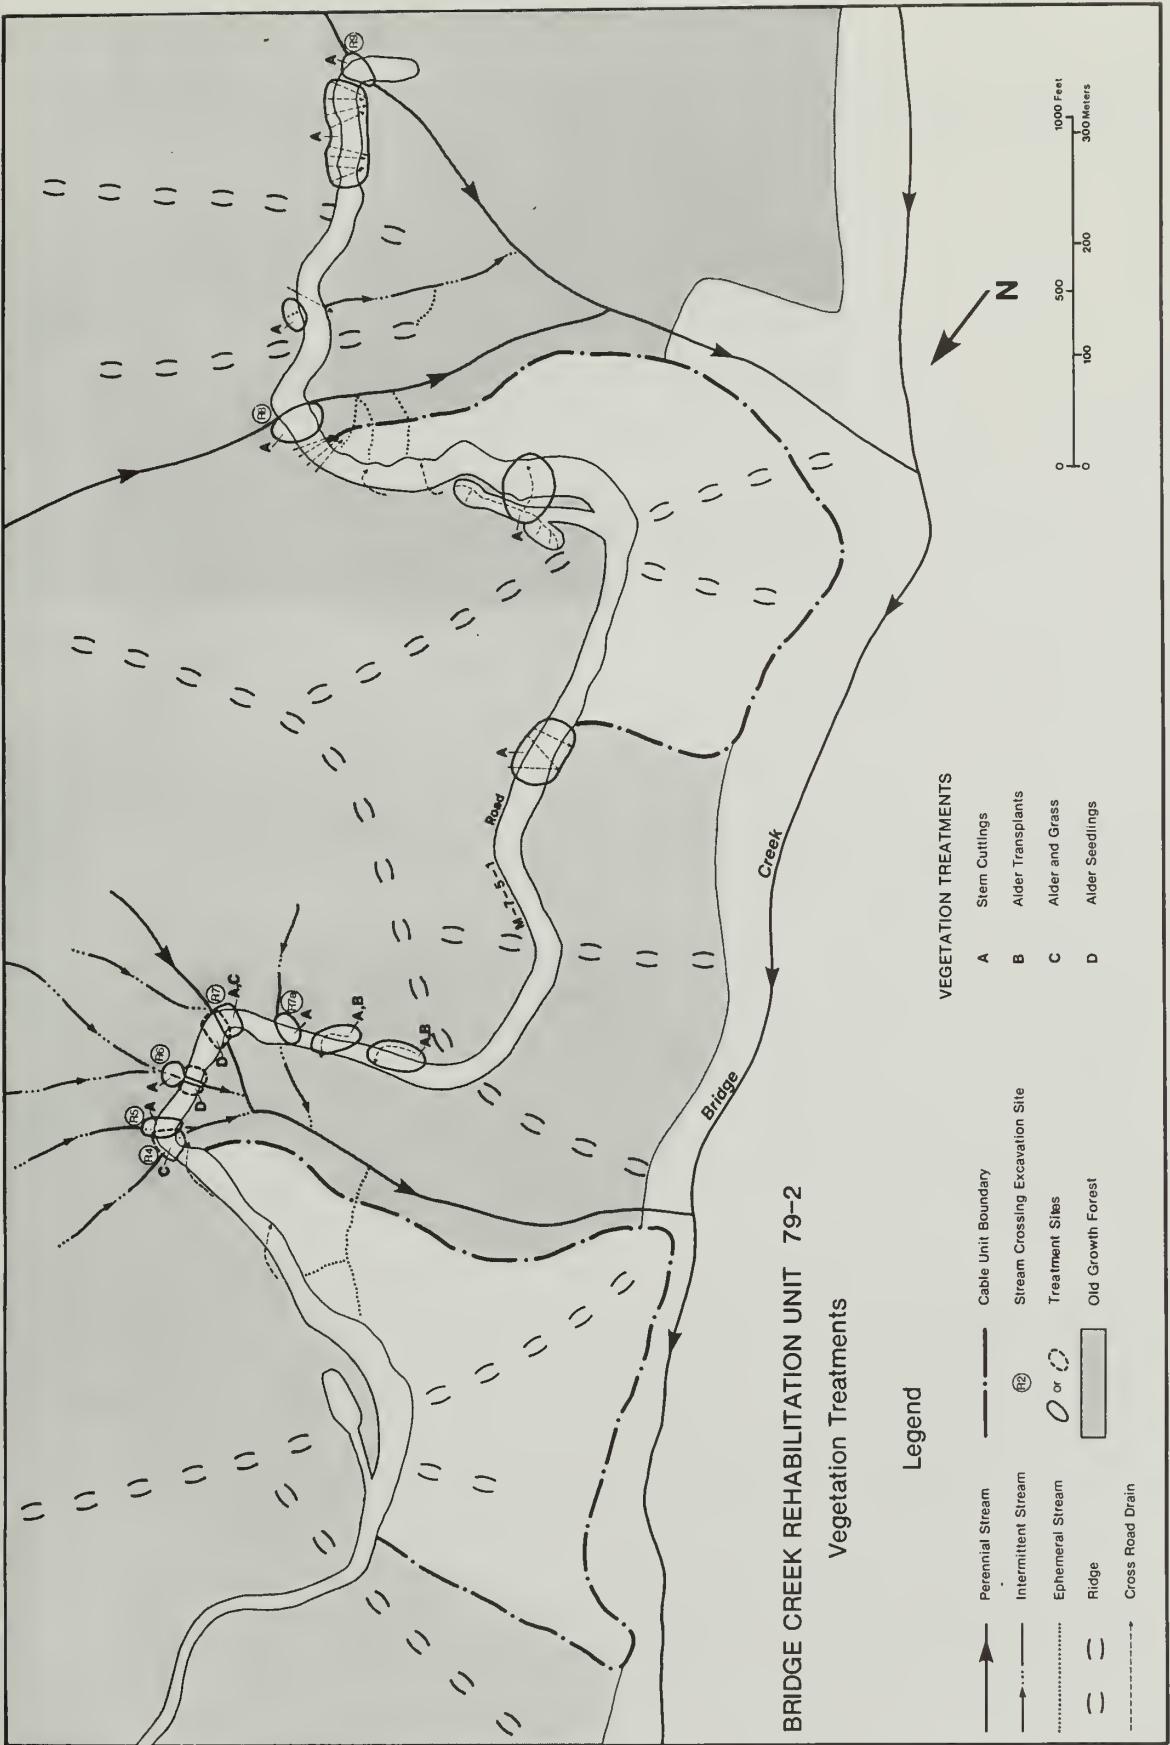 R9
A
A
A
R8
A
A
A
Road
M-7-5-1
R7
A,C
R7a
A
A,B
A,B
D
R6
A
D
R5
A
R4
C
Creek
Bridge
N
0 500 1000 Feet
0 100 200 300 Meters
BRIDGE CREEK REHABILITATION UNIT 79-2
Vegetation Treatments
Legend
Perennial Stream
Intermittent Stream
Ephemeral Stream
Ridge
Cross Road Drain
Cable Unit Boundary
R2 Stream Crossing Excavation Site
or Treatment Sites
Old Growth Forest
VEGETATION TREATMENTS
A Stem Cuttings
B Alder Transplants
C Alder and Grass
D Alder Seedlings